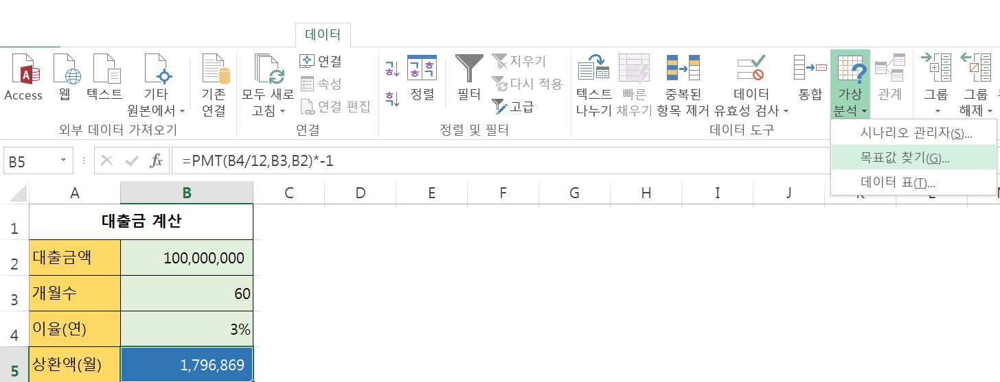 데이터
Access
웹
텍스트
기타
원본에서
외부 데이터 가져오기
기존
연결
모두 새로
고침
연결
속성
연결 편집
연결
ㄱ
ㅎ
ㅎ
ㄱ
ㄱ ㅎ
ㅎ ㄱ
정렬
필터
지우기
다시 적용
고급
정렬 및 필터
텍스트
나누기
빠른
채우기
중복된
항목 제거
데이터
유효성 검사
통합
가상
분석
관계
데이터 도구
그룹
그룹
해제
시나리오 관리자(S)...
목표값 찾기(G)...
데이터 표(T)...
B5
fx
=PMT(B4/12,B3,B2)*-1
A B C D E F G H I J
1 대출금 계산
2 대출금액 100,000,000
3 개월수 60
4 이율(연) 3%
5 상환액(월) 1,796,869